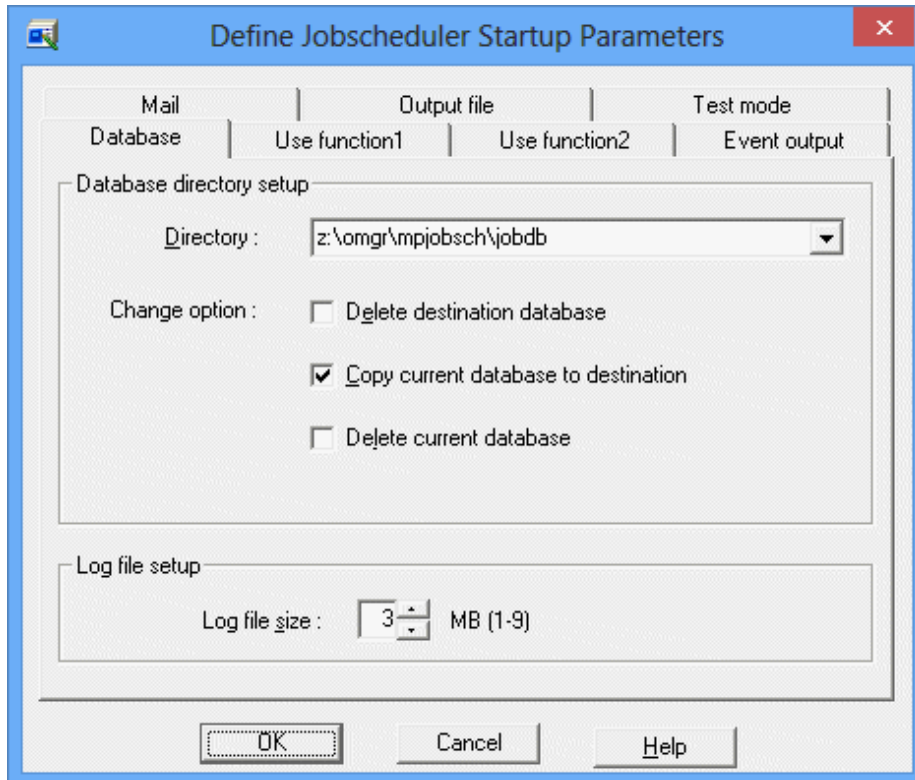 Define Jobscheduler Startup Parameters
x
Mail Output file Test mode
Database Use function1 Use function2 Event output
Database directory setup
Directory : z:\omgr\mpjobsch\jobdb
Change option : Delete destination database
Copy current database to destination
Delete current database
Log file setup
Log file size : 3 MB (1-9)
OK Cancel Help